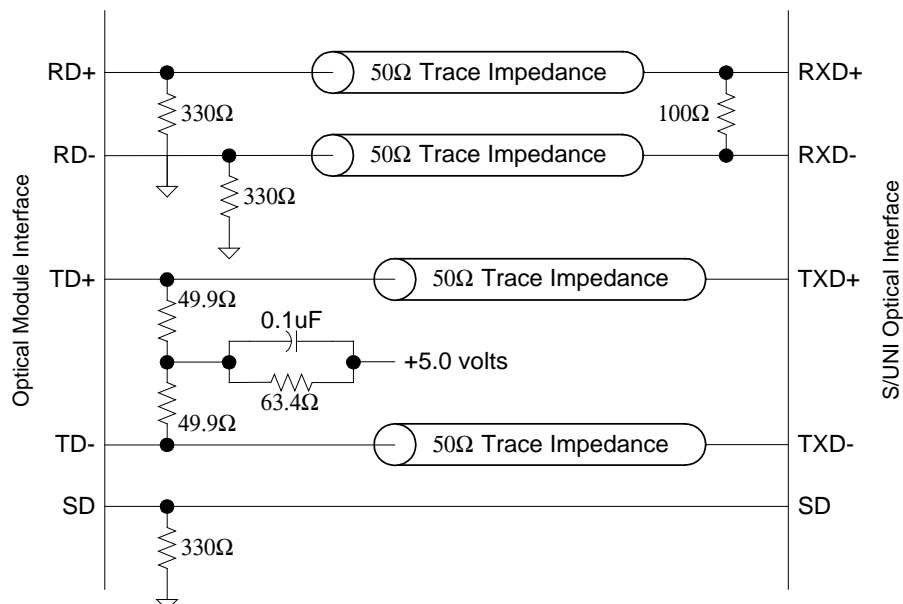 RD+
50Ω Trace Impedance
RXD+
330Ω
100Ω
RD-
50Ω Trace Impedance
RXD-
330Ω
Optical Module Interface
S/UNI Optical Interface
TD+
50Ω Trace Impedance
TXD+
49.9Ω
0.1uF
+5.0 volts
63.4Ω
49.9Ω
TD-
50Ω Trace Impedance
TXD-
SD
SD
330Ω